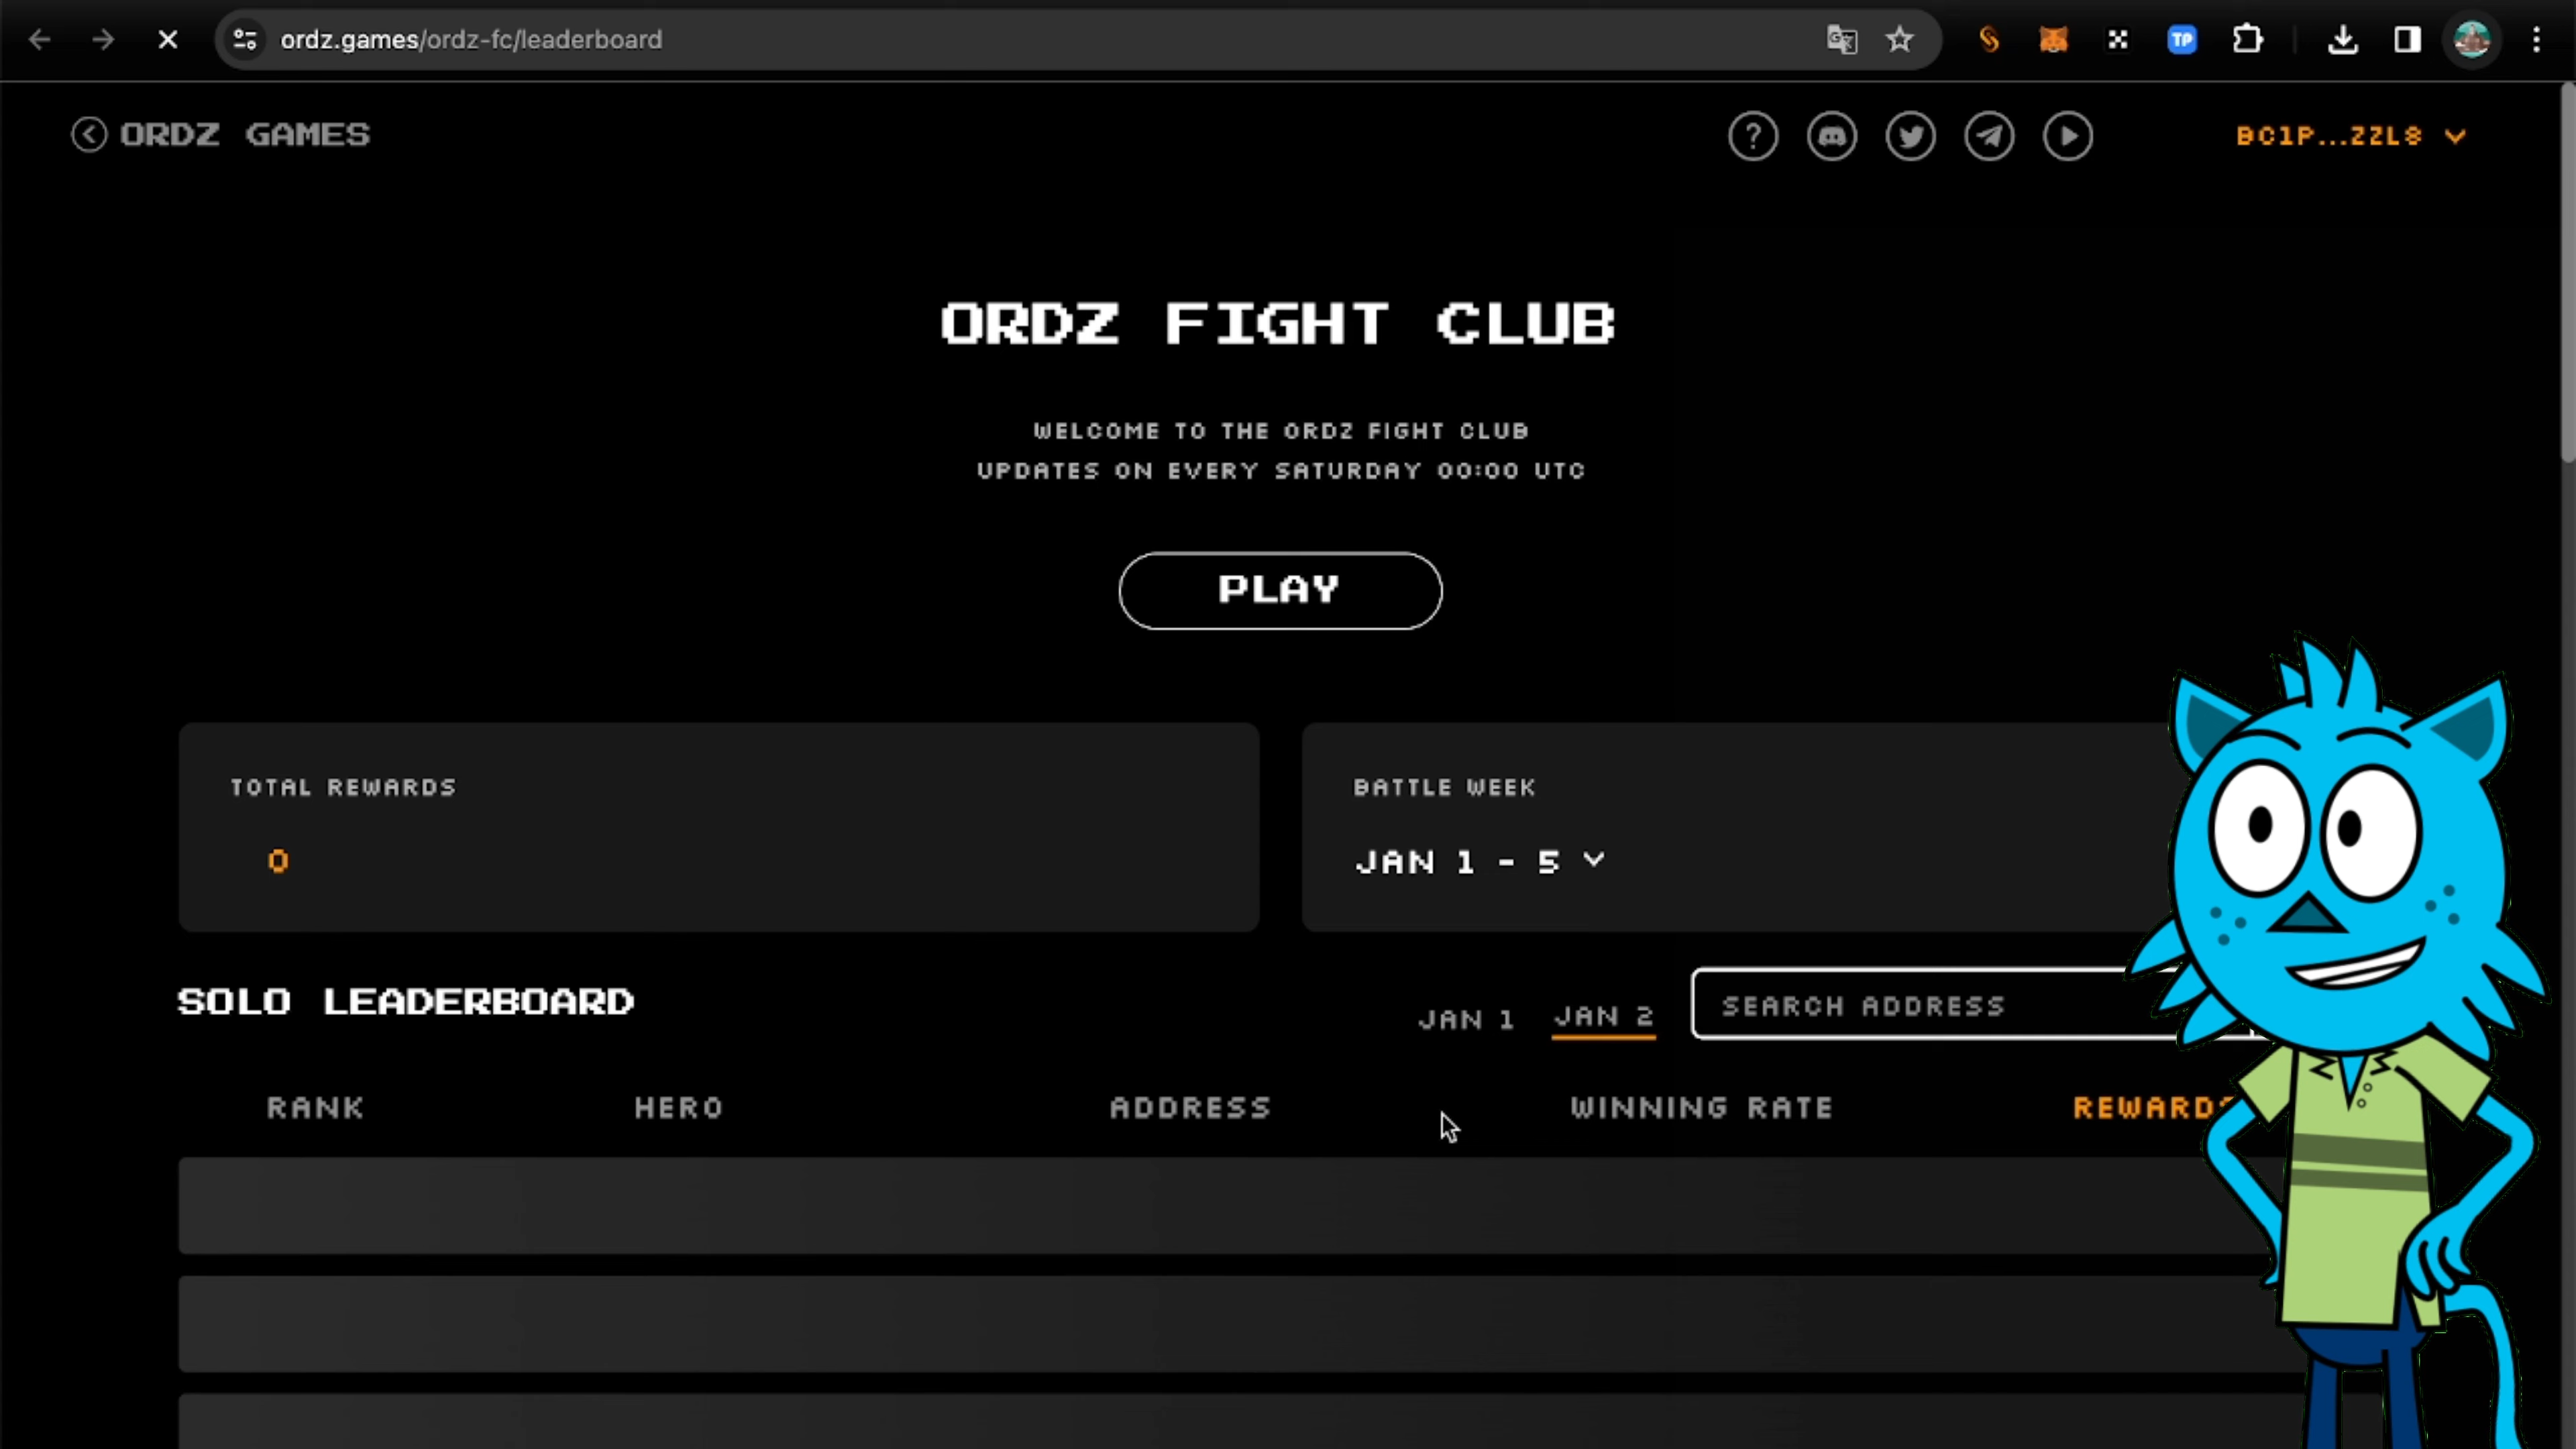 ordz.games/ordz-fc/leaderboard
TP
ORDZ GAMES
?
BC1P...ZZL8
ORDZ FIGHT CLUB
WELCOME TO THE ORDZ FIGHT CLUB
UPDATES ON EVERY SATURDAY 00:00 UTC
PLAY
TOTAL REWARDS
0
BATTLE WEEK
JAN 1 - 5
SOLO LEADERBOARD
JAN 1
JAN 2
SEARCH ADDRESS
RANK
HERO
ADDRESS
WINNING RATE
REWARDS